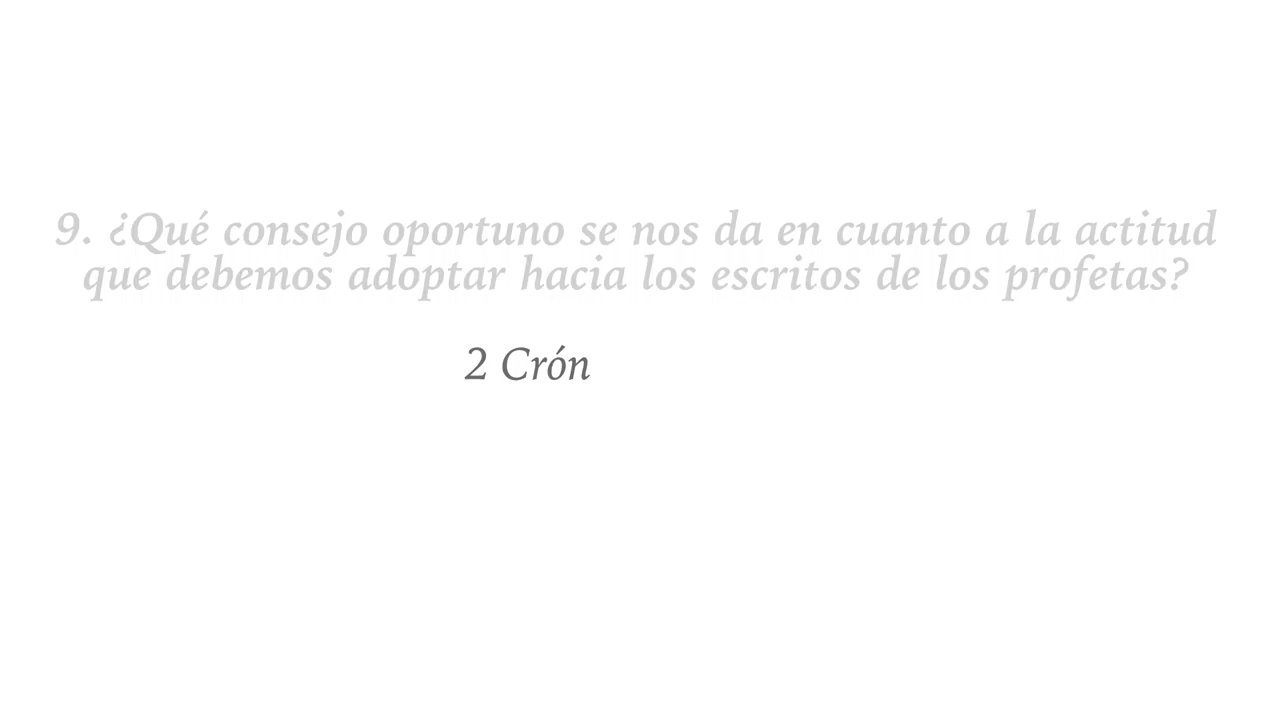 9. ¿Qué consejo oportuno se nos da en cuanto a la actitud
que debemos adoptar hacia los escritos de los profetas?
2 Crón